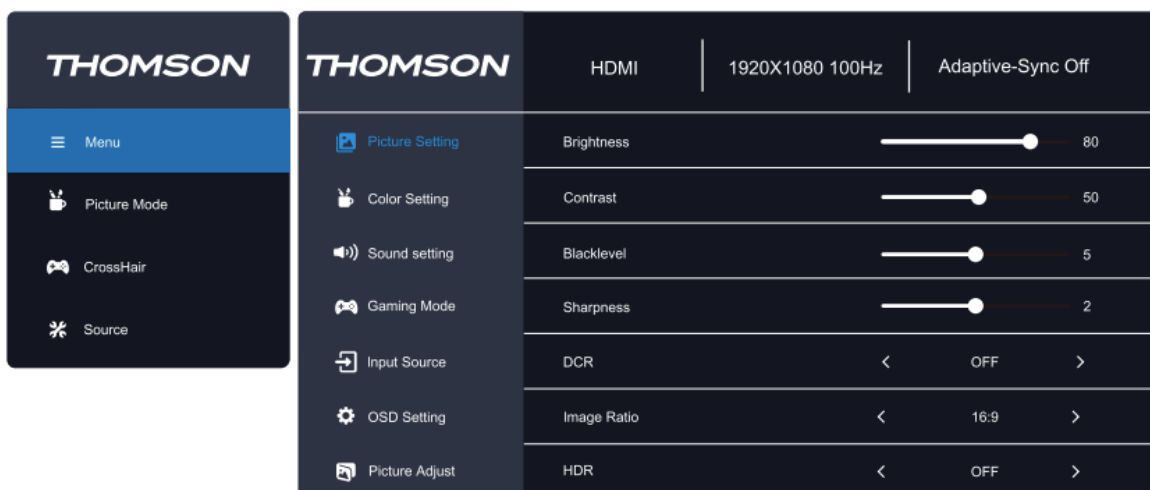 THOMSON
Menu
Picture Mode
CrossHair
Source
THOMSON
HDMI
1920X1080 100Hz
Adaptive-Sync Off
Picture Setting
Color Setting
Sound setting
Gaming Mode
Input Source
OSD Setting
Picture Adjust
Brightness 80
Contrast 50
Blacklevel 5
Sharpness 2
DCR < OFF >
Image Ratio < 16:9 >
HDR < OFF >